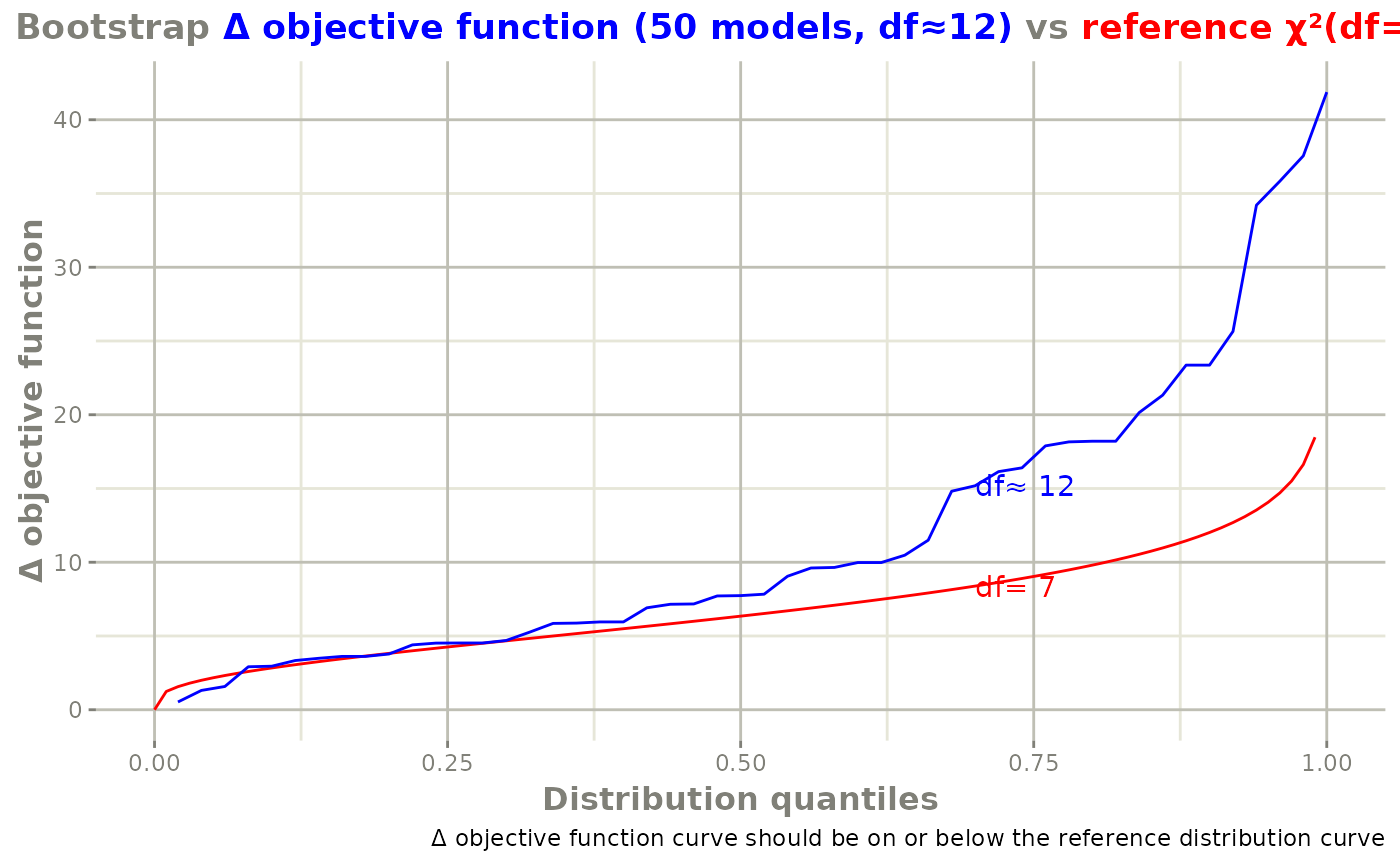 Bootstrap Δ objective function (50 models, df≈12) vs reference χ²(df=
40
30
20
10
0
Δ objective function
df≈ 12
df= 7
0.00 0.25 0.50 0.75 1.00
Distribution quantiles
Δ objective function curve should be on or below the reference distribution curve